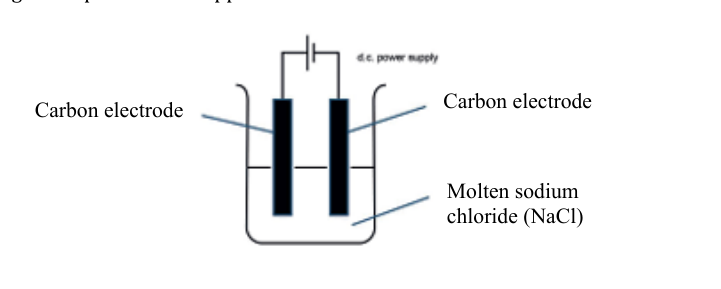 d.c. power supply
Carbon electrode
Carbon electrode
Molten sodium
chloride (NaCl)